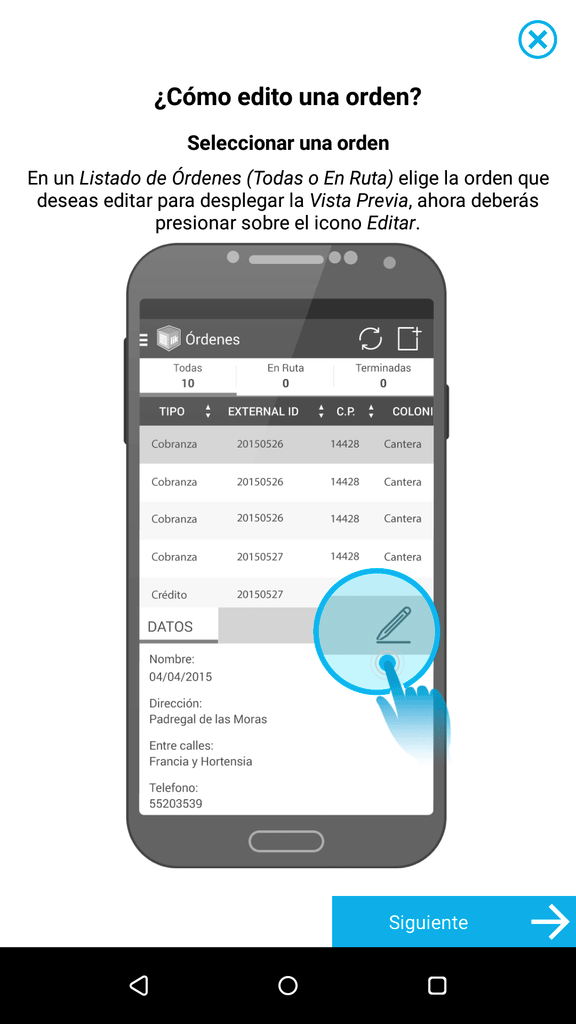 ¿Cómo edito una orden?
Seleccionar una orden
En un Listado de Órdenes (Todas o En Ruta) elige la orden que
deseas editar para desplegar la Vista Previa, ahora deberás
presionar sobre el icono Editar.
Órdenes
Todas En Ruta Terminadas
10 0 0
TIPO EXTERNAL ID C.P. COLONI
Cobranza 20150526 14428 Cantera
Cobranza 20150526 14428 Cantera
Cobranza 20150526 14428 Cantera
Cobranza 20150527 14428 Cantera
Crédito 20150527
DATOS
Nombre:
04/04/2015
Dirección:
Padregal de las Moras
Entre calles:
Francia y Hortensia
Telefono:
55203539
Siguiente